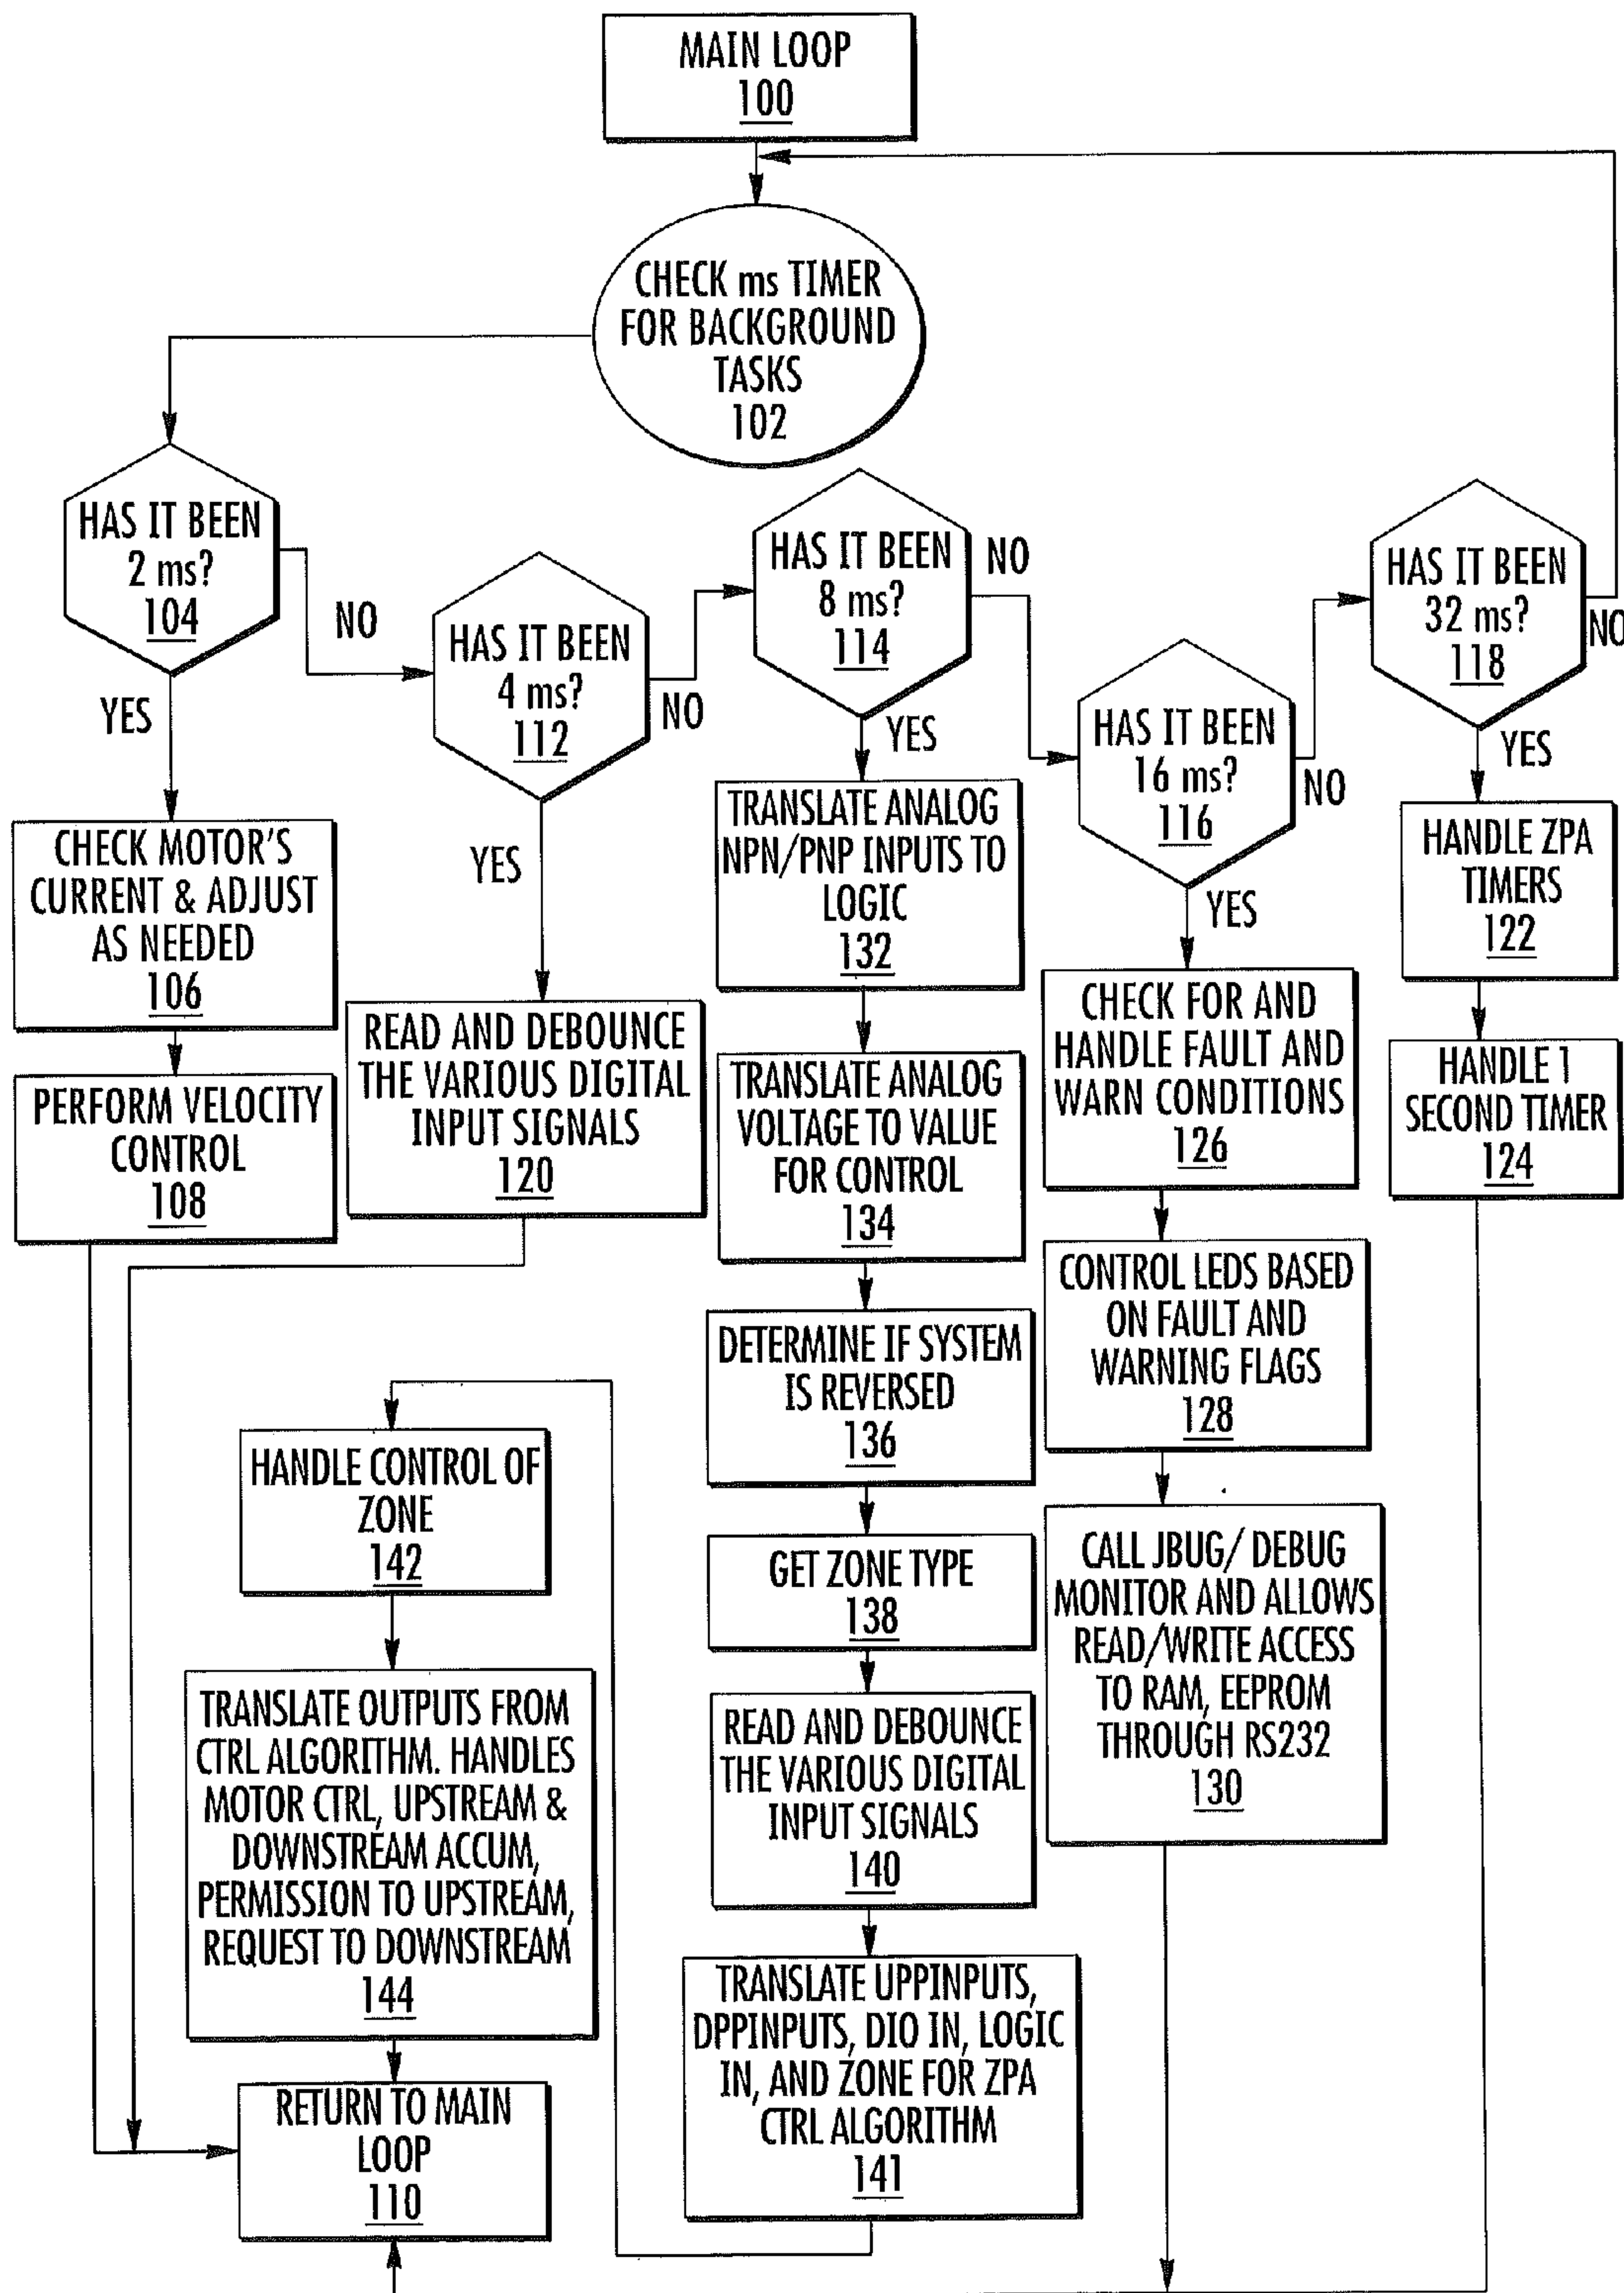 MAIN LOOP
100
CHECK ms TIMER
FOR BACKGROUND
TASKS
102
HAS IT BEEN
2 ms?
104
NO
YES
HAS IT BEEN
4 ms?
112
NO
YES
HAS IT BEEN
8 ms?
114
NO
YES
HAS IT BEEN
16 ms?
116
NO
YES
HAS IT BEEN
32 ms?
118
NO
YES
CHECK MOTOR'S
CURRENT & ADJUST
AS NEEDED
106
PERFORM VELOCITY
CONTROL
108
READ AND DEBOUNCE
THE VARIOUS DIGITAL
INPUT SIGNALS
120
TRANSLATE ANALOG
NPN/PNP INPUTS TO
LOGIC
132
TRANSLATE ANALOG
VOLTAGE TO VALUE
FOR CONTROL
134
DETERMINE IF SYSTEM
IS REVERSED
136
GET ZONE TYPE
138
READ AND DEBOUNCE
THE VARIOUS DIGITAL
INPUT SIGNALS
140
TRANSLATE UPPINPUTS,
DPPINPUTS, DIO IN, LOGIC
IN, AND ZONE FOR ZPA
CTRL ALGORITHM
141
CHECK FOR AND
HANDLE FAULT AND
WARN CONDITIONS
126
CONTROL LEDS BASED
ON FAULT AND
WARNING FLAGS
128
CALL JBUG/ DEBUG
MONITOR AND ALLOWS
READ/WRITE ACCESS
TO RAM, EEPROM
THROUGH RS232
130
HANDLE ZPA
TIMERS
122
HANDLE 1
SECOND TIMER
124
HANDLE CONTROL OF
ZONE
142
TRANSLATE OUTPUTS FROM
CTRL ALGORITHM. HANDLES
MOTOR CTRL, UPSTREAM &
DOWNSTREAM ACCUM,
PERMISSION TO UPSTREAM,
REQUEST TO DOWNSTREAM
144
RETURN TO MAIN
LOOP
110